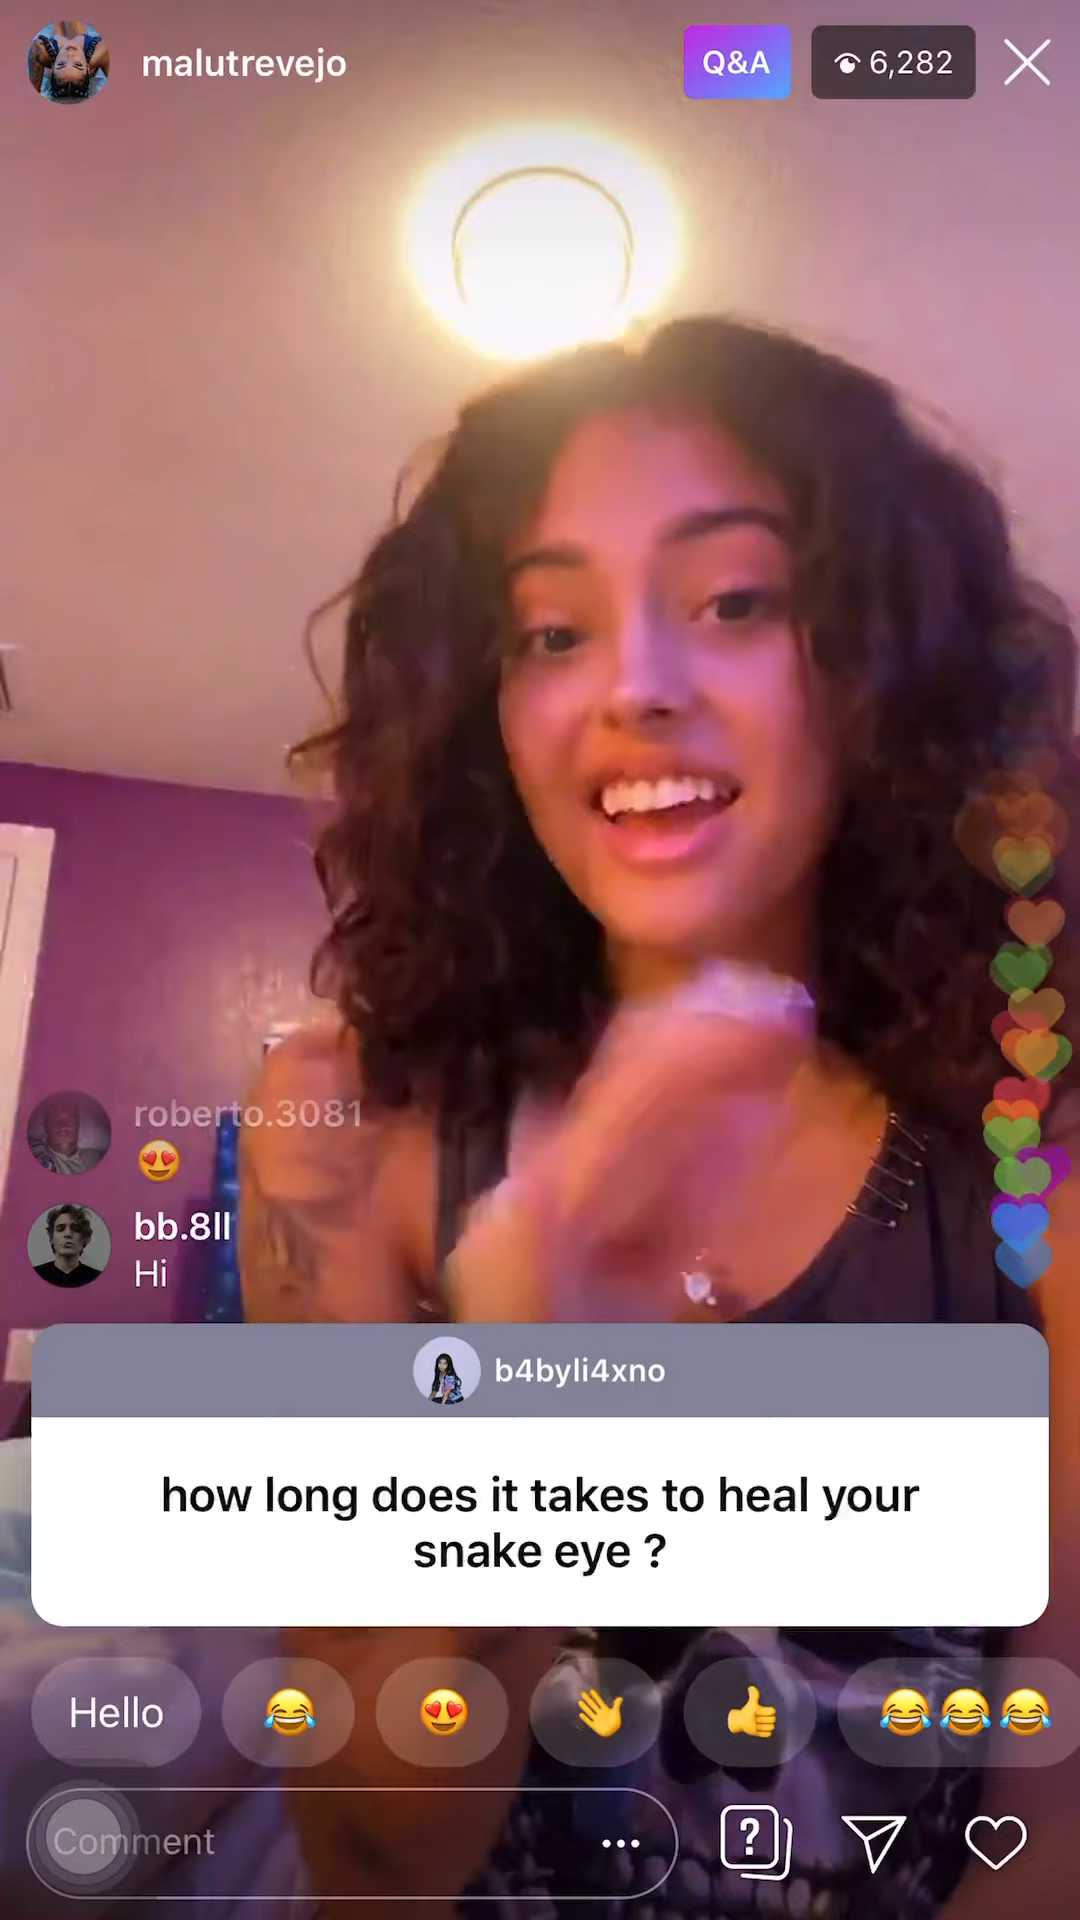 malutrevejo
Q&A
6,282
roberto.3081
😍
bb.8ll
Hi
b4byli4xno
how long does it takes to heal your
snake eye ?
Hello
😂
😍
👋
👍
😂😂😂
Comment